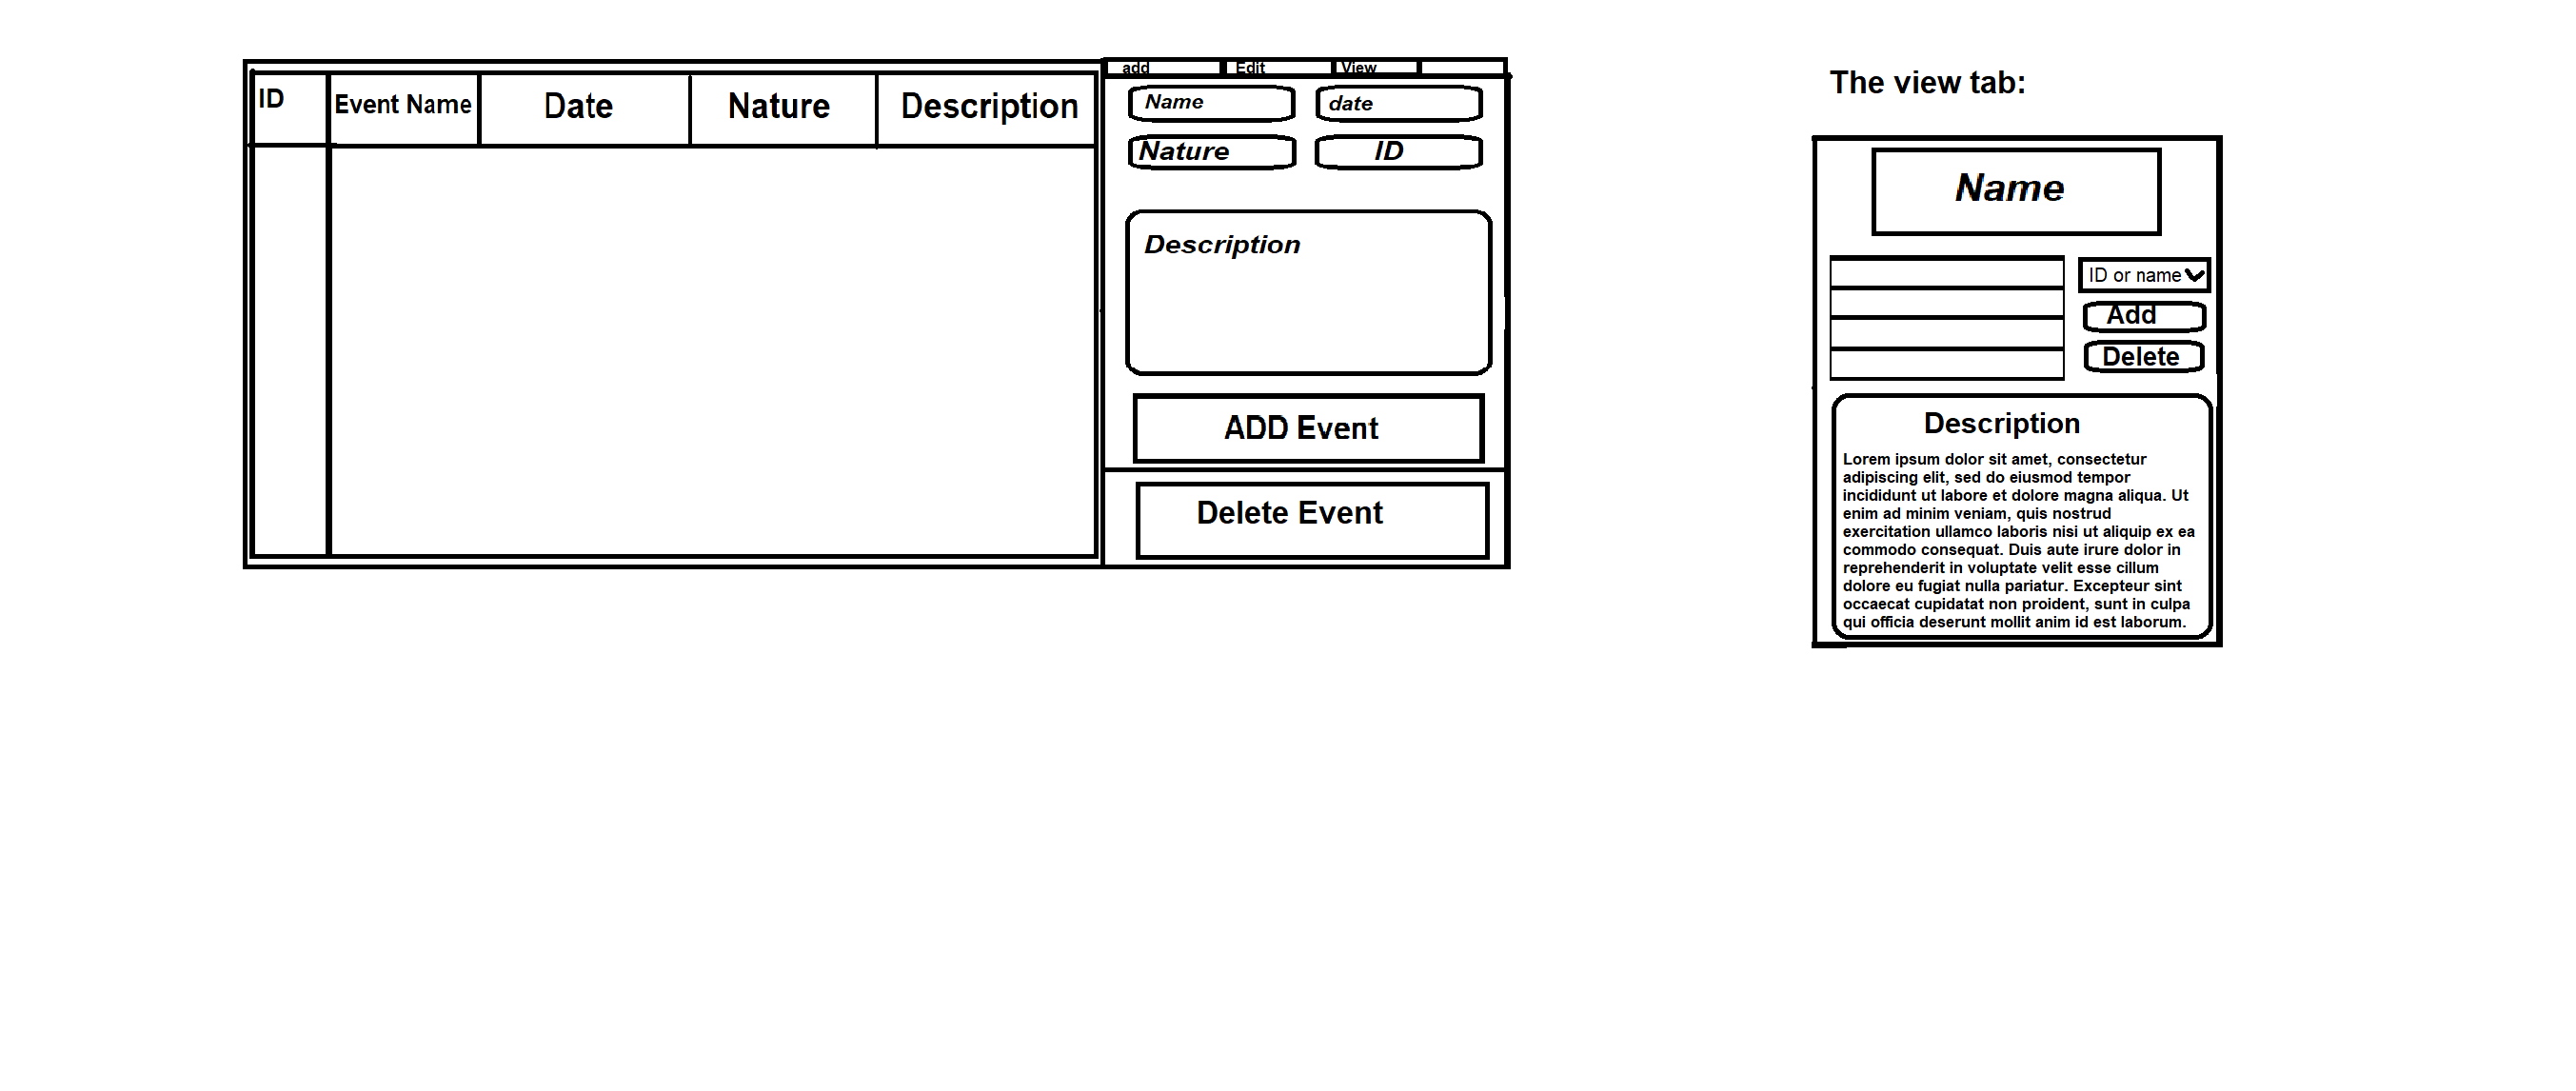 ID
Event Name
Date
Nature
Description
add
Edit
View
Name
date
Nature
ID
Description
ADD Event
Delete Event
The view tab:
Name
ID or name
Add
Delete
Description
Lorem ipsum dolor sit amet, consectetur
adipiscing elit, sed do eiusmod tempor
incididunt ut labore et dolore magna aliqua. Ut
enim ad minim veniam, quis nostrud
exercitation ullamco laboris nisi ut aliquip ex ea
commodo consequat. Duis aute irure dolor in
reprehenderit in voluptate velit esse cillum
dolore eu fugiat nulla pariatur. Excepteur sint
occaecat cupidatat non proident, sunt in culpa
qui officia deserunt mollit anim id est laborum.